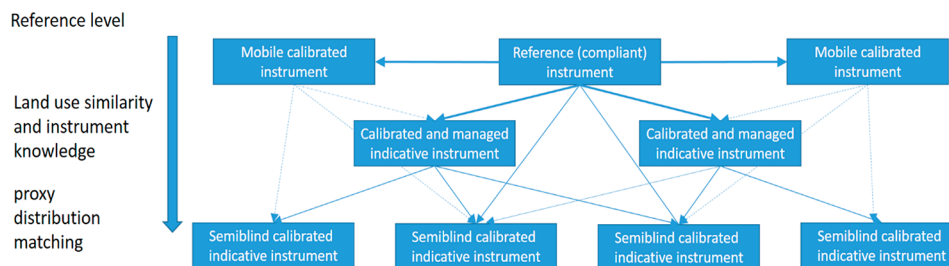 Reference level
Mobile calibrated
instrument
Reference (compliant)
instrument
Mobile calibrated
instrument
Land use similarity
and instrument
knowledge
Calibrated and managed
indicative instrument
Calibrated and managed
indicative instrument
proxy
distribution
matching
Semiblind calibrated
indicative instrument
Semiblind calibrated
indicative instrument
Semiblind calibrated
indicative instrument
Semiblind calibrated
indicative instrument